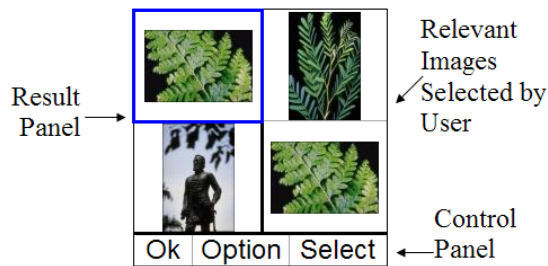 Result
Panel
Relevant
Images
Selected by
User
Ok Option Select
Control
Panel